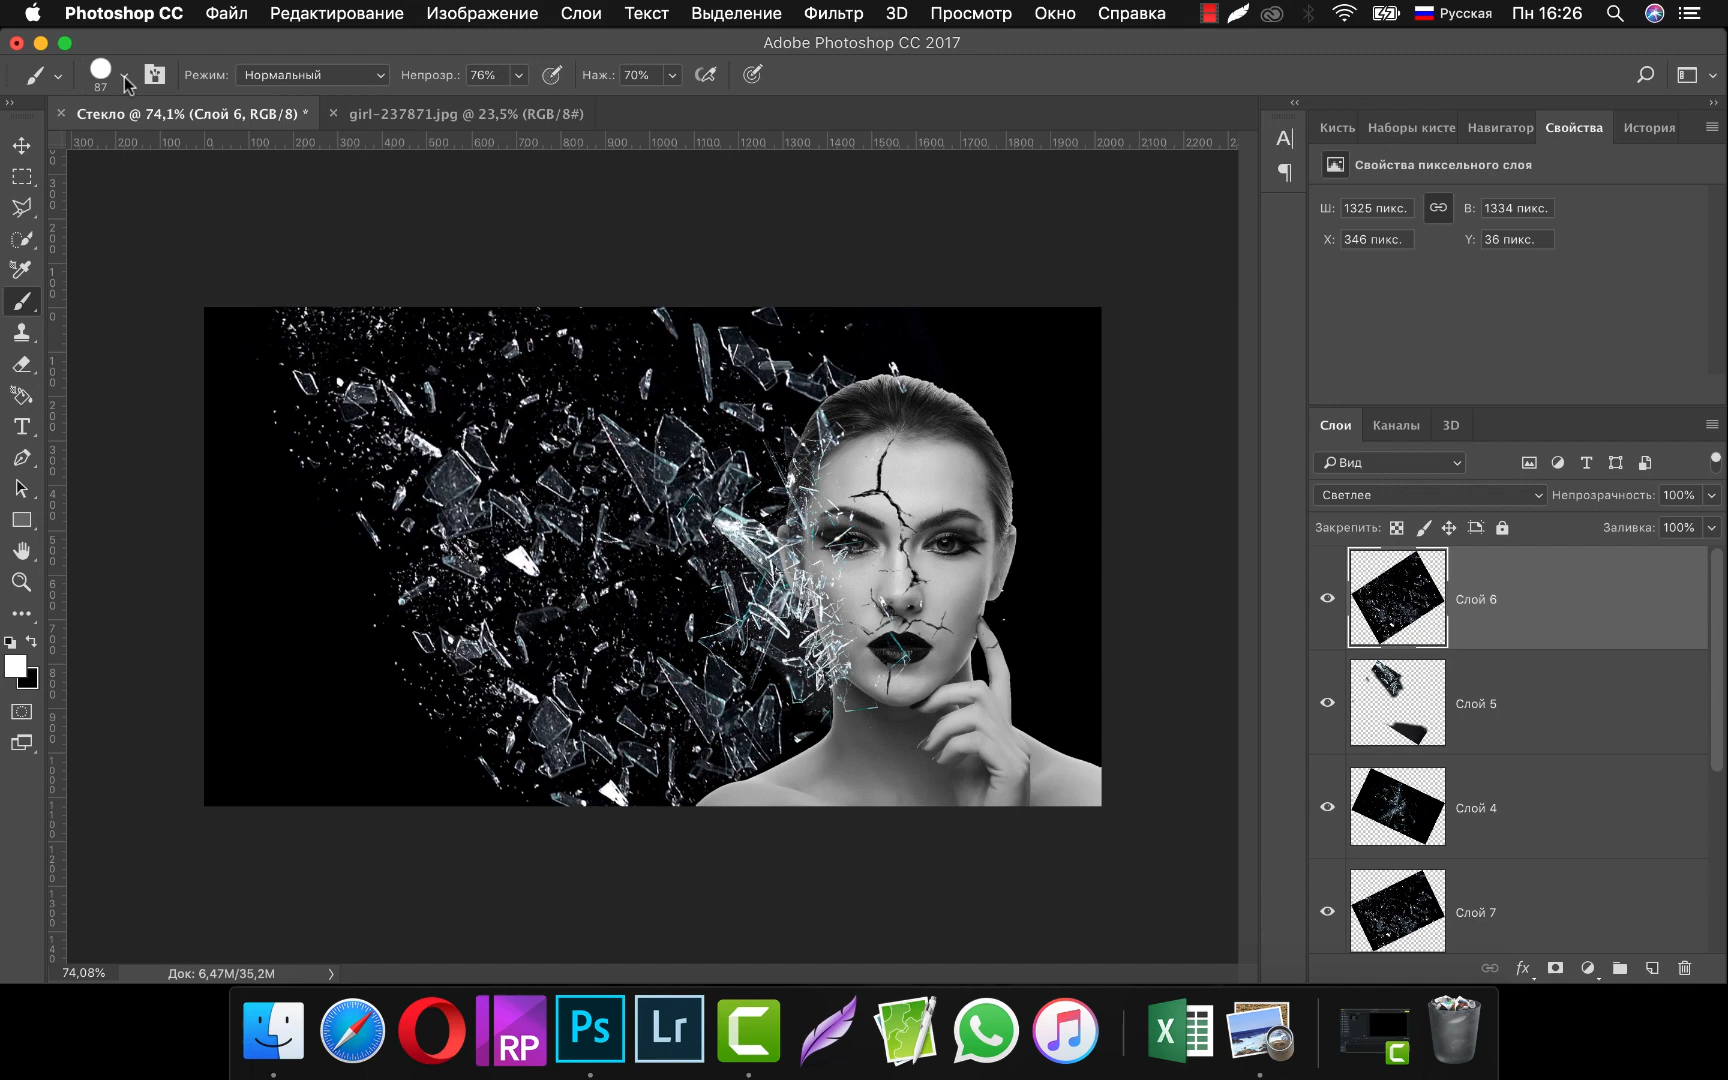 Photoshop CC Файл Редактирование Изображение Слои Текст Выделение Фильтр 3D Просмотр Окно Справка Русская Пн 16:26
Adobe Photoshop CC 2017
87 Режим: Нормальный Непрозр.: 76% Наж.: 70%
Стекло @ 74,1% (Слой 6, RGB/8) * girl-237871.jpg @ 23,5% (RGB/8#)
300 200 100 0 100 200 300 400 500 600 700 800 900 1000 1100 1200 1300 1400 1500 1600 1700 1800 1900 2000 2100 2200
Кисть Наборы кисте Навигатор Свойства История
Свойства пиксельного слоя
Ш: 1325 пикс. В: 1334 пикс.
X: 346 пикс. Y: 36 пикс.
Слои Каналы 3D
Вид
Светлее Непрозрачность: 100%
Закрепить: Заливка: 100%
Слой 6
Слой 5
Слой 4
Слой 7
fx
74,08% Док: 6,47M/35,2M
RP Ps Lr C X C